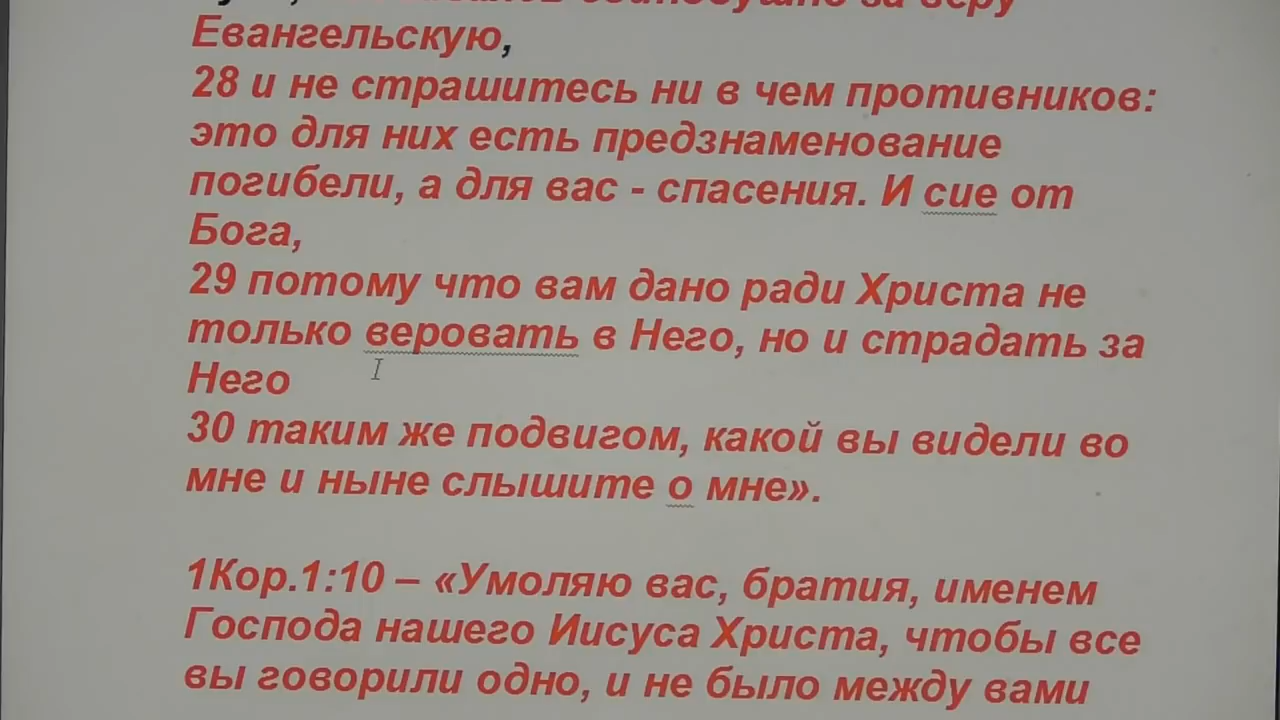 веру
Евангельскую,
28 и не страшитесь ни в чем противников:
это для них есть предзнаменование
погибели, а для вас - спасения. И сие от
Бога,
29 потому что вам дано ради Христа не
только веровать в Него, но и страдать за
Него
30 таким же подвигом, какой вы видели во
мне и ныне слышите о мне».
1Кор.1:10 – «Умоляю вас, братия, именем
Господа нашего Иисуса Христа, чтобы все
вы говорили одно, и не было между вами